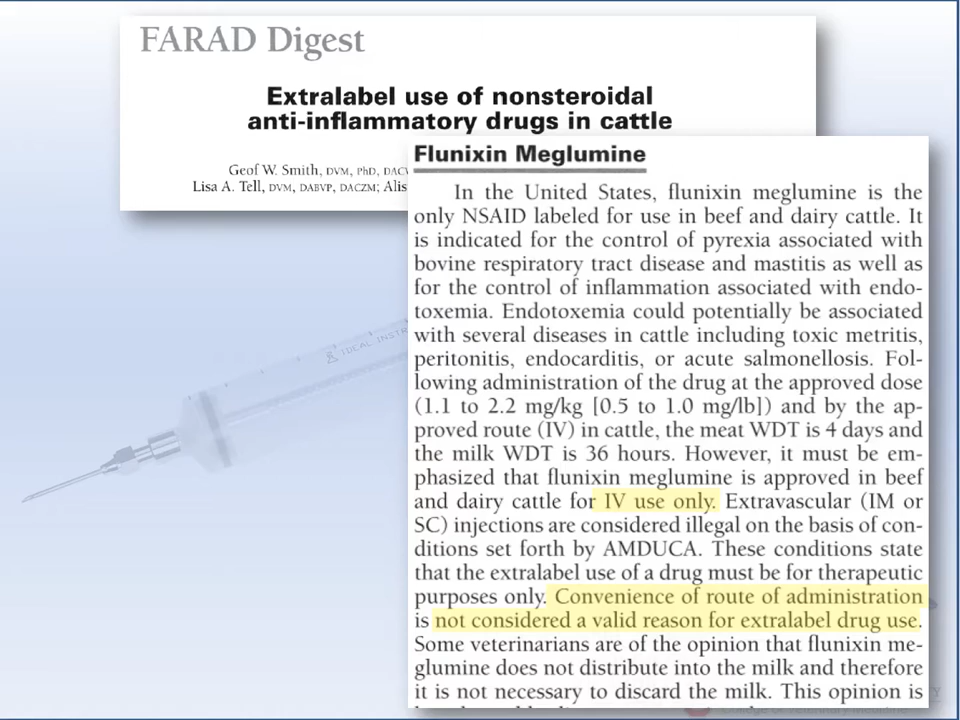 FARAD Digest
Extralabel use of nonsteroidal
anti-inflammatory drugs in cattle
Geof W. Smith, DVM, PhD,
Lisa A. Tell, DVM, DABVP, DACZM;
Flunixin Meglumine
In the United States, flunixin meglumine is the
only NSAID labeled for use in beef and dairy cattle. It
is indicated for the control of pyrexia associated with
bovine respiratory tract disease and mastitis as well as
for the control of inflammation associated with endo-
toxemia. Endotoxemia could potentially be associated
with several diseases in cattle including toxic metritis,
peritonitis, endocarditis, or acute salmonellosis. Fol-
lowing administration of the drug at the approved dose
(1.1 to 2.2 mg/kg [0.5 to 1.0 mg/lb]) and by the ap-
proved route (IV) in cattle, the meat WDT is 4 days and
the milk WDT is 36 hours. However, it must be em-
phasized that flunixin meglumine is approved in beef
and dairy cattle for IV use only. Extravascular (IM or
SC) injections are considered illegal on the basis of con-
ditions set forth by AMDUCA. These conditions state
that the extralabel use of a drug must be for therapeutic
purposes only. Convenience of route of administration
is not considered a valid reason for extralabel drug use.
Some veterinarians are of the opinion that flunixin me-
glumine does not distribute into the milk and therefore
it is not necessary to discard the milk. This opinion is
IDEAL